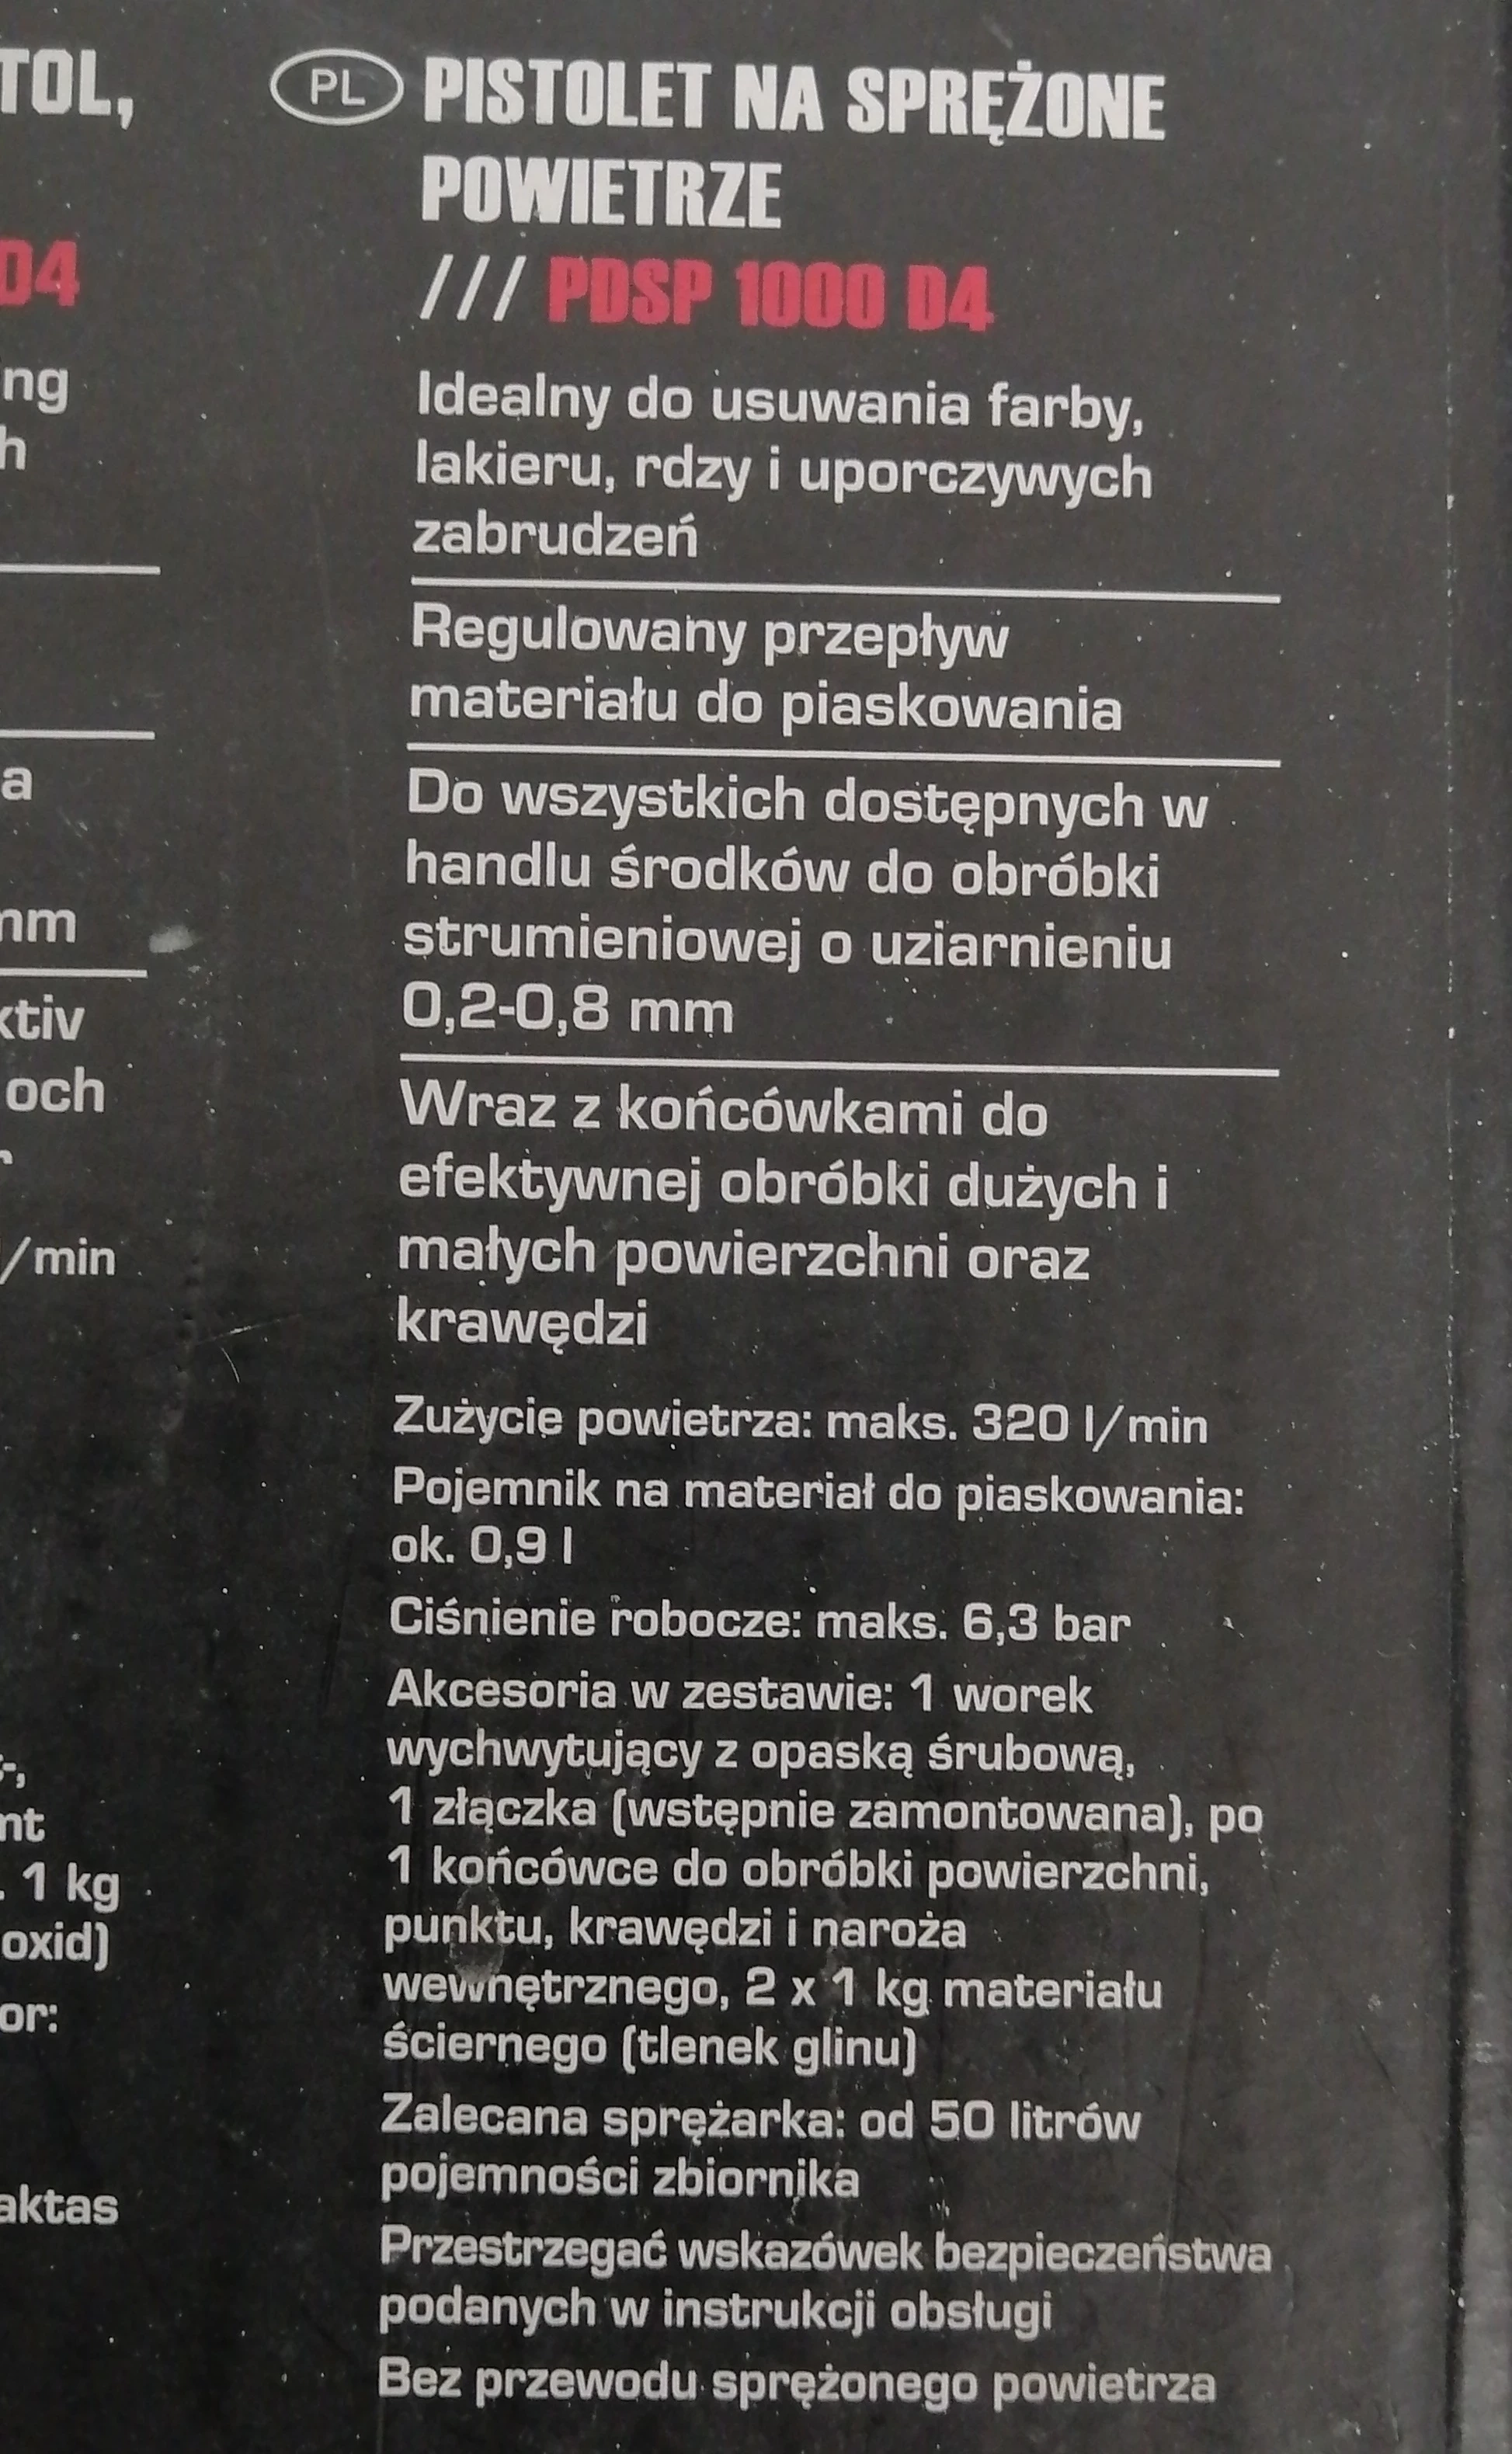 TOL,
D4
ng
h
a
mm
ktiv
och
/min
nt
. 1 kg
oxid)
or:
aktas
PL PISTOLET NA SPRĘŻONE
POWIETRZE
/// PDSP 1000 D4
Idealny do usuwania farby,
lakieru, rdzy i uporczywych
zabrudzeń
Regulowany przepływ
materiału do piaskowania
Do wszystkich dostępnych w
handlu środków do obróbki
strumieniowej o uziarnieniu
0,2-0,8 mm
Wraz z końcówkami do
efektywnej obróbki dużych i
małych powierzchni oraz
krawędzi
Zużycie powietrza: maks. 320 l/min
Pojemnik na materiał do piaskowania:
ok. 0,9 l
Ciśnienie robocze: maks. 6,3 bar
Akcesoria w zestawie: 1 worek
wychwytujący z opaską śrubową,
1 złączka (wstępnie zamontowana), po
1 końcówce do obróbki powierzchni,
punktu, krawędzi i naroża
wewnętrznego, 2 x 1 kg materiału
ściernego (tlenek glinu)
Zalecana sprężarka: od 50 litrów
pojemności zbiornika
Przestrzegać wskazówek bezpieczeństwa
podanych w instrukcji obsługi
Bez przewodu sprężonego powietrza